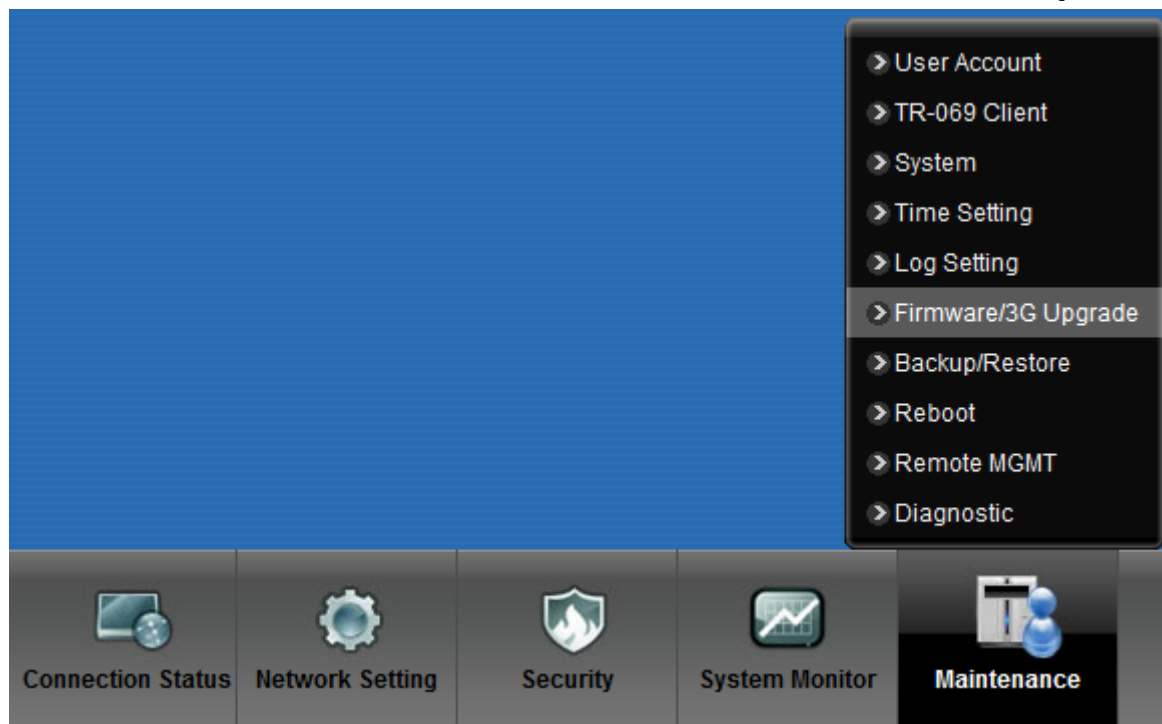 User Account
TR-069 Client
System
Time Setting
Log Setting
Firmware/3G Upgrade
Backup/Restore
Reboot
Remote MGMT
Diagnostic
Connection Status Network Setting Security System Monitor Maintenance